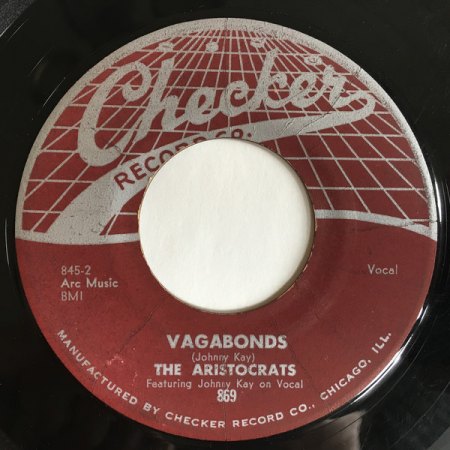 Checker
RECORD CO.
845-2
Arc Music
BMI
Vocal
VAGABONDS
(Johnny Kay)
THE ARISTOCRATS
Featuring Johnny Kay on Vocal
869
MANUFACTURED BY CHECKER RECORD CO., CHICAGO, ILL.